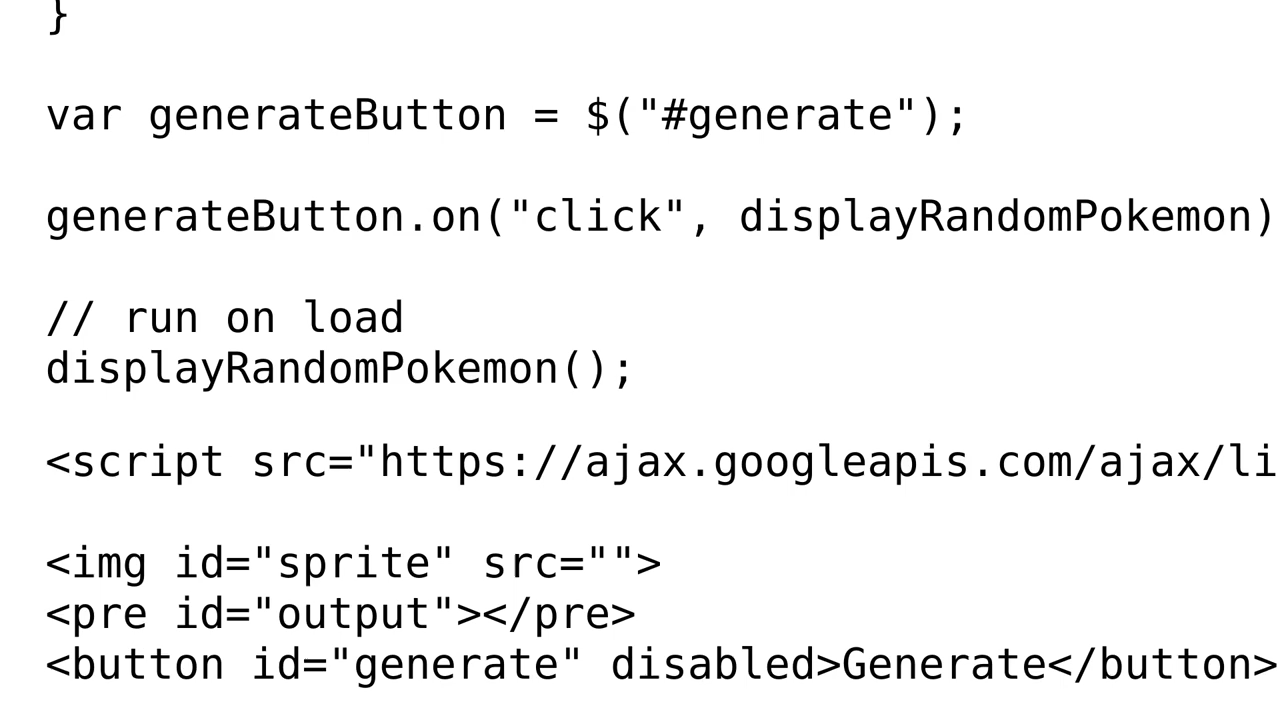 }
var generateButton = $("#generate");
generateButton.on("click", displayRandomPokemon)
// run on load
displayRandomPokemon();
<script src="https://ajax.googleapis.com/ajax/li
<img id="sprite" src="">
<pre id="output"></pre>
<button id="generate" disabled>Generate</button>